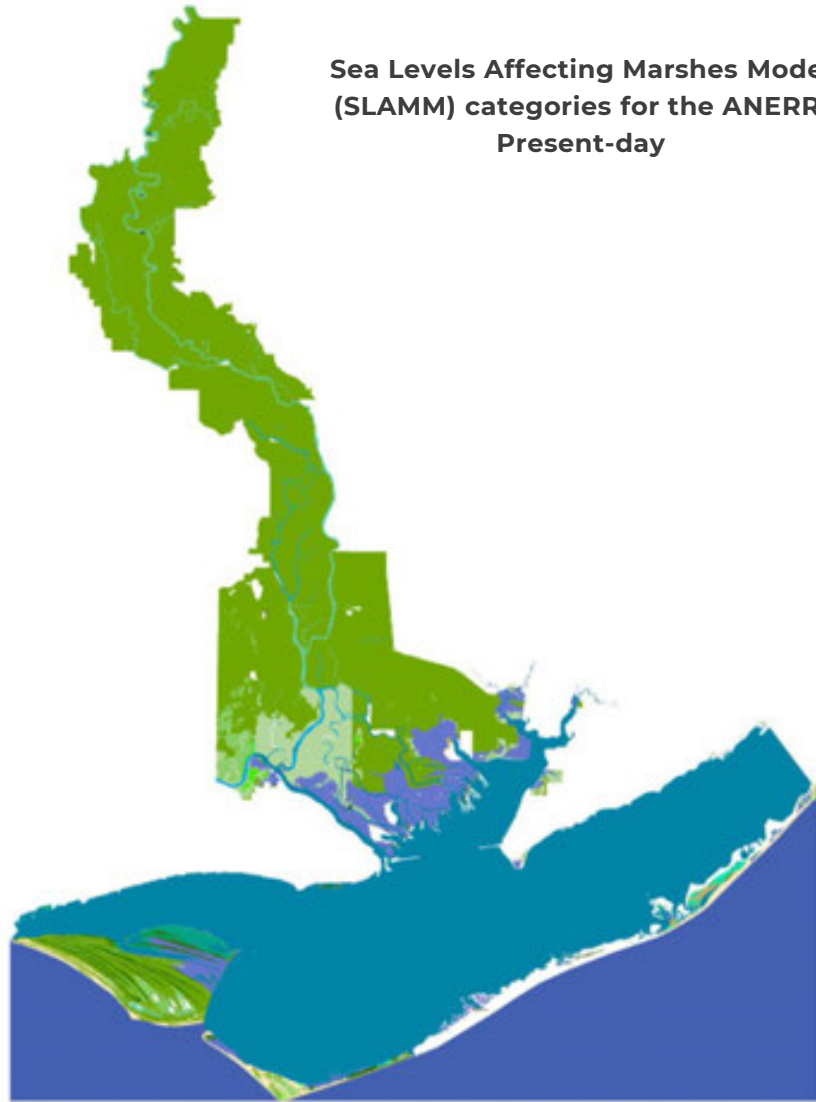 Sea Levels Affecting Marshes Mode
(SLAMM) categories for the ANERR
Present-day